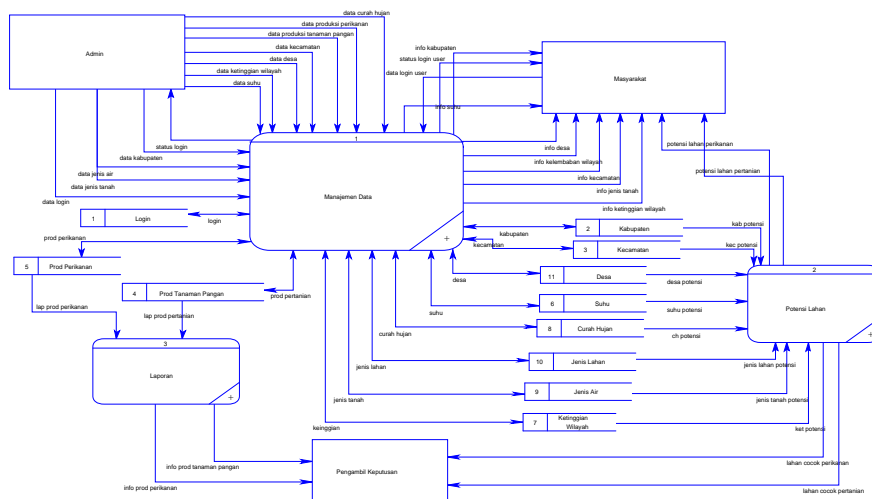 data curah hujan
data produksi perikanan
data produksi tanaman pangan
data kecamatan
data desa
data ketinggian wilayah
data suhu
Admin
info kabupaten
status login user
data login user
info suhu
Masyarakat
status login
data kabupaten
data jenis air
data jenis tanah
data login
1
Manajemen Data
+
info desa
info kelembaban wilayah
info kecamatan
info jenis tanah
info ketinggian wilayah
potensi lahan perikanan
potensi lahan pertanian
1 Login
login
prod perikanan
5 Prod Perikanan
4 Prod Tanaman Pangan
prod pertanian
lap prod perikanan
lap prod pertanian
kabupaten
kecamatan
2 Kabupaten
3 Kecamatan
kab potensi
kec potensi
desa
11 Desa
desa potensi
suhu
6 Suhu
suhu potensi
curah hujan
8 Curah Hujan
ch potensi
2
Potensi Lahan
+
3
Laporan
+
jenis lahan
10 Jenis Lahan
jenis lahan potensi
jenis tanah
9 Jenis Air
jenis tanah potensi
keinggian
7 Ketinggian
Wilayah
ket potensi
info prod tanaman pangan
info prod perikanan
Pengambil Keputusan
lahan cocok perikanan
lahan cocok pertanian